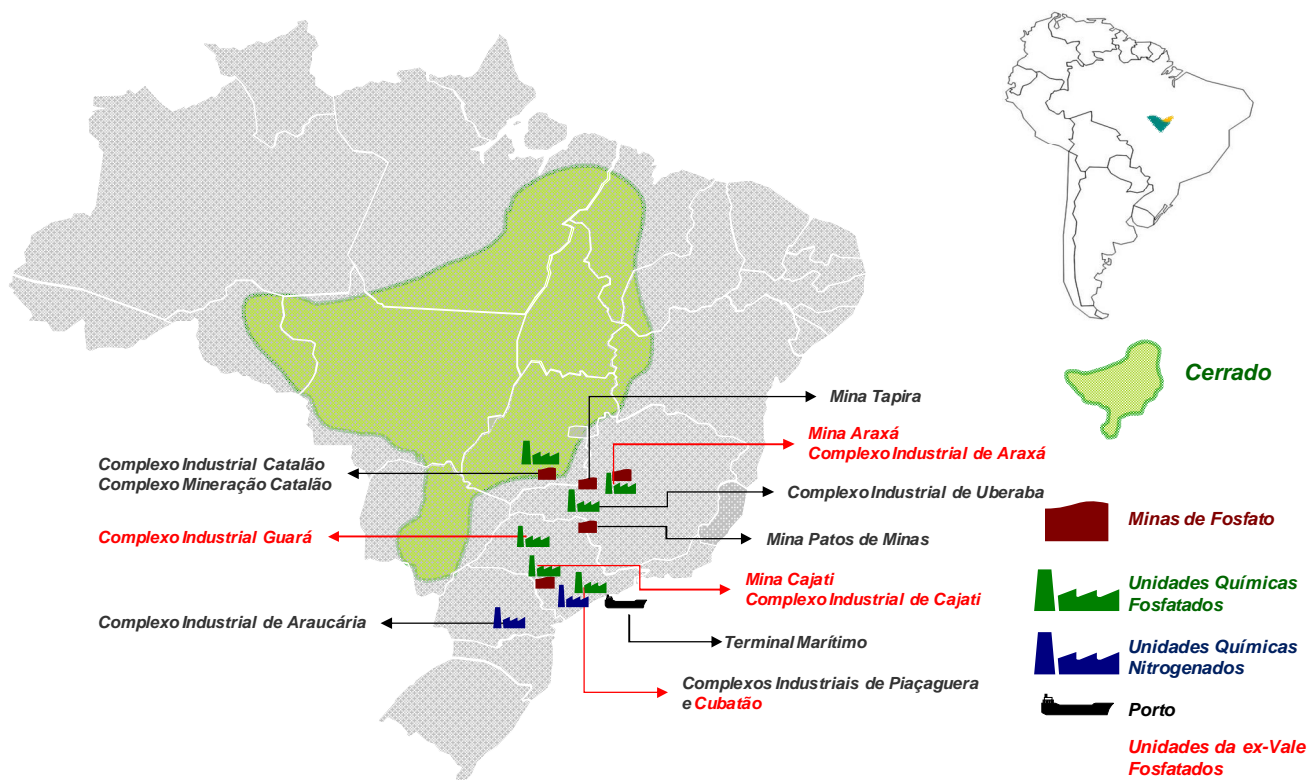 Mina Tapira
Mina Araxá
Complexo Industrial de Araxá
Complexo Industrial Catalão
Complexo Mineração Catalão
Complexo Industrial de Uberaba
Complexo Industrial Guará
Mina Patos de Minas
Mina Cajati
Complexo Industrial de Cajati
Complexo Industrial de Araucária
Terminal Marítimo
Complexos Industriais de Piaçaguera
e Cubatão
Cerrado
Minas de Fosfato
Unidades Químicas
Fosfatados
Unidades Químicas
Nitrogenados
Porto
Unidades da ex-Vale
Fosfatados